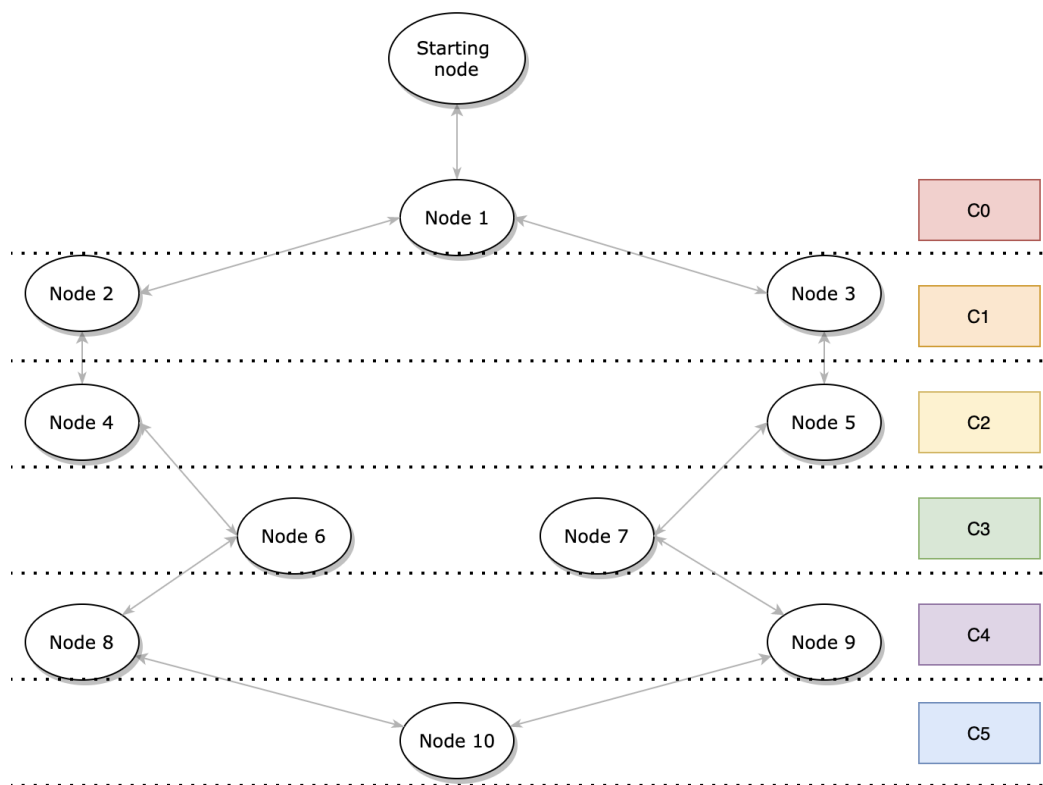 Starting
node
Node 1
C0
Node 2
Node 3
C1
Node 4
Node 5
C2
Node 6
Node 7
C3
Node 8
Node 9
C4
Node 10
C5